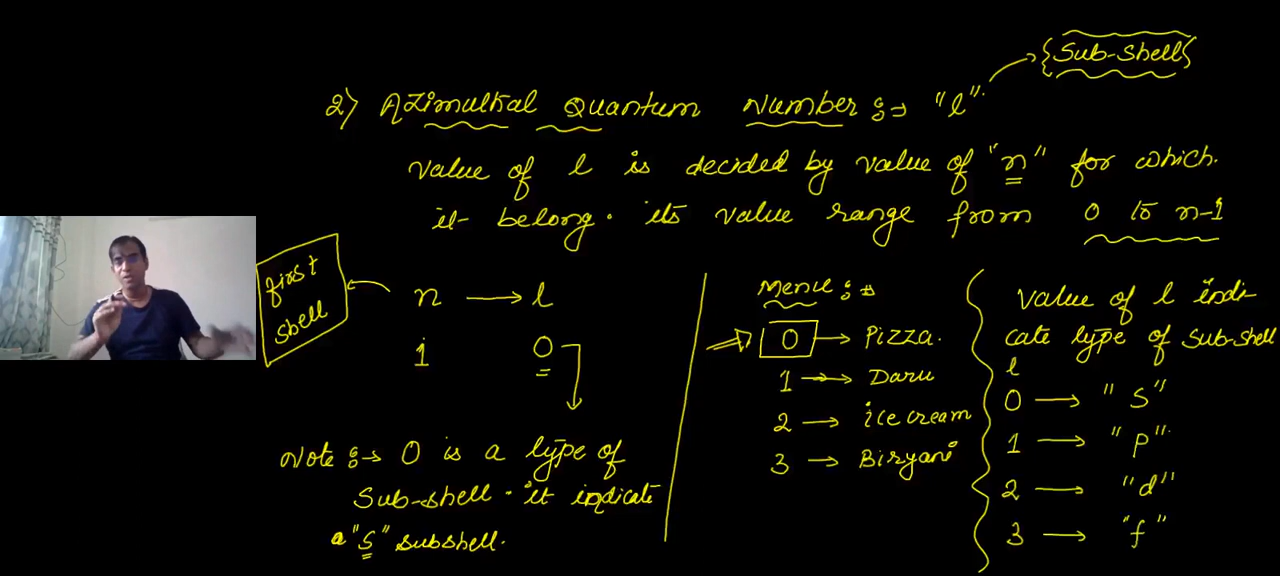 Sub-Shell
2) Azimuthal Quantum Number :→ "l"
Value of l is decided by value of "n" for which
it belong. its value range from 0 to n-1
first
shell
n → l
1 0
Note :→ 0 is a type of
Sub-shell. it indicate
a "S" subshell.
Menu :→
0 → Pizza.
1 → Daru
2 → ice cream
3 → Biryani
Value of l indi-
cate type of Sub-shell
l
0 → "S"
1 → "p"
2 → "d"
3 → "f"